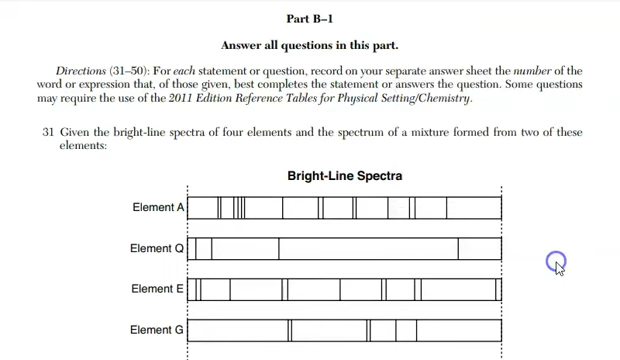 Part B–1
Answer all questions in this part.
Directions (31–50): For each statement or question, record on your separate answer sheet the number of the
word or expression that, of those given, best completes the statement or answers the question. Some questions
may require the use of the 2011 Edition Reference Tables for Physical Setting/Chemistry.
31 Given the bright-line spectra of four elements and the spectrum of a mixture formed from two of these
elements:
Bright-Line Spectra
Element A
Element Q
Element E
Element G